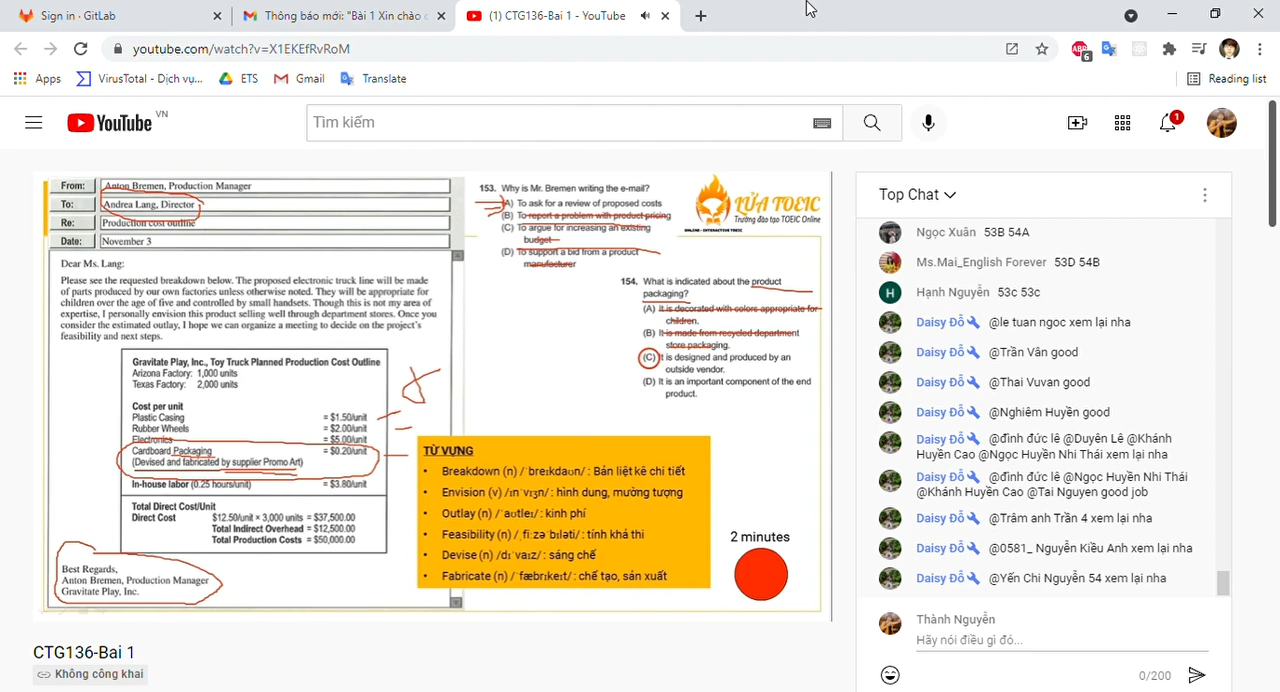 Sign in · GitLab
Thông báo mới: "Bài 1 Xin chào c
(1) CTG136-Bai 1 - YouTube
youtube.com/watch?v=X1EKEfRvRoM
ABP
6
Apps
VirusTotal - Dịch vụ...
ETS
Gmail
Translate
Reading list
YouTube VN
Tìm kiếm
1
From: Anton Bremen, Production Manager
To: Andrea Lang, Director
Re: Production cost outline
Date: November 3
Dear Ms. Lang:
Please see the requested breakdown below. The proposed electronic truck line will be made
of parts produced by our own factories unless otherwise noted. They will be appropriate for
children over the age of five and controlled by small handsets. Though this is not my area of
expertise, I personally envision this product selling well through department stores. Once you
consider the estimated outlay, I hope we can organize a meeting to decide on the project's
feasibility and next steps.
Gravitate Play, Inc., Toy Truck Planned Production Cost Outline
Arizona Factory: 1,000 units
Texas Factory: 2,000 units
Cost per unit
Plastic Casing = $1.50/unit
Rubber Wheels = $2.00/unit
Electronics = $5.00/unit
Cardboard Packaging = $0.20/unit
(Devised and fabricated by supplier Promo Art)
In-house labor (0.25 hours/unit) = $3.80/unit
Total Direct Cost/Unit
Direct Cost $12.50/unit × 3,000 units = $37,500.00
Total Indirect Overhead = $12,500.00
Total Production Costs = $50,000.00
Best Regards,
Anton Bremen, Production Manager
Gravitate Play, Inc.
153. Why is Mr. Bremen writing the e-mail?
(A) To ask for a review of proposed costs
(B) To report a problem with product pricing
(C) To argue for increasing an existing
budget
(D) To support a bid from a product
manufacturer
LỬA TOEIC
Trường đào tạo TOEIC Online
ONLINE - INTERACTIVE TOEIC
154. What is indicated about the product
packaging?
(A) It is decorated with colors appropriate for
children.
(B) It is made from recycled department
store packaging.
(C) It is designed and produced by an
outside vendor.
(D) It is an important component of the end
product.
TỪ VỰNG
• Breakdown (n) /ˈbreɪkdaʊn/ : Bản liệt kê chi tiết
• Envision (v) /ɪnˈvɪʒn/ : hình dung, mường tượng
• Outlay (n) /ˈaʊtleɪ/ : kinh phí
• Feasibility (n) /ˌfiːzəˈbɪləti/ : tính khả thi
• Devise (n) /dɪˈvaɪz/ : sáng chế
• Fabricate (n) /ˈfæbrɪkeɪt/ : chế tạo, sản xuất
2 minutes
CTG136-Bai 1
Không công khai
Top Chat
Ngọc Xuân 53B 54A
Ms.Mai_English Forever 53D 54B
H
Hạnh Nguyễn 53c 53c
Daisy Đỗ @le tuan ngoc xem lại nha
Daisy Đỗ @Trần Vân good
Daisy Đỗ @Thai Vuvan good
Daisy Đỗ @Nghiêm Huyền good
Daisy Đỗ @đình đức lê @Duyên Lê @Khánh
Huyền Cao @Ngọc Huyền Nhi Thái xem lại nha
Daisy Đỗ @đình đức lê @Ngọc Huyền Nhi Thái
@Khánh Huyền Cao @Tai Nguyen good job
Daisy Đỗ @Trâm anh Trần 4 xem lại nha
Daisy Đỗ @0581_ Nguyễn Kiều Anh xem lại nha
Daisy Đỗ @Yến Chi Nguyễn 54 xem lại nha
Thành Nguyễn
Hãy nói điều gì đó...
0/200